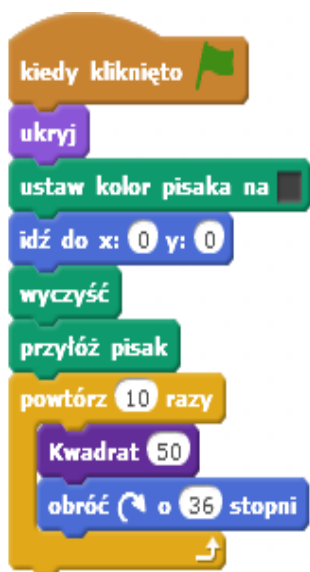 kiedy kliknięto
ukryj
ustaw kolor pisaka na
idź do x: 0 y: 0
wyczyść
przyłóż pisak
powtórz 10 razy
Kwadrat 50
obróć o 36 stopni